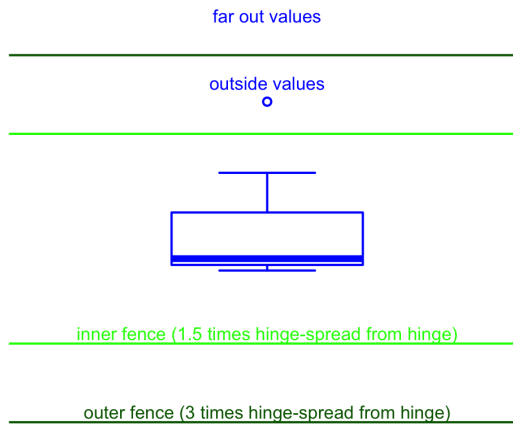 far out values
outside values
inner fence (1.5 times hinge-spread from hinge)
outer fence (3 times hinge-spread from hinge)